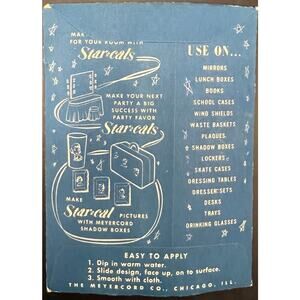 FOR YOUR ROOM WITH
Star-cals
MAKE YOUR NEXT
PARTY A BIG
SUCCESS WITH
PARTY FAVOR
Star-cals
MAKE
Star-cal PICTURES
WITH MEYERCORD
SHADOW BOXES
USE ON...
MIRRORS
LUNCH BOXES
BOOKS
SCHOOL CASES
WIND SHIELDS
WASTE BASKETS
PLAQUES
SHADOW BOXES
LOCKERS
SKATE CASES
DRESSING TABLES
DRESSER SETS
DESKS
TRAYS
DRINKING GLASSES
EASY TO APPLY
1. Dip in warm water.
2. Slide design, face up, on to surface.
3. Smooth with cloth.
THE MEYERCORD CO., CHICAGO, ILL.